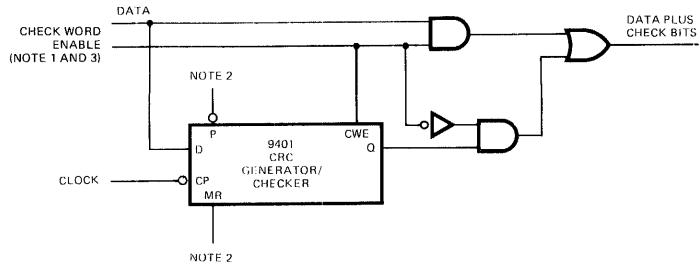 DATA
CHECK WORD
ENABLE
(NOTE 1 AND 3)
DATA PLUS
CHECK BITS
NOTE 2
P
CWE
D
9401
Q
CRC
GENERATOR/
CHECKER
CLOCK
CP
MR
NOTE 2